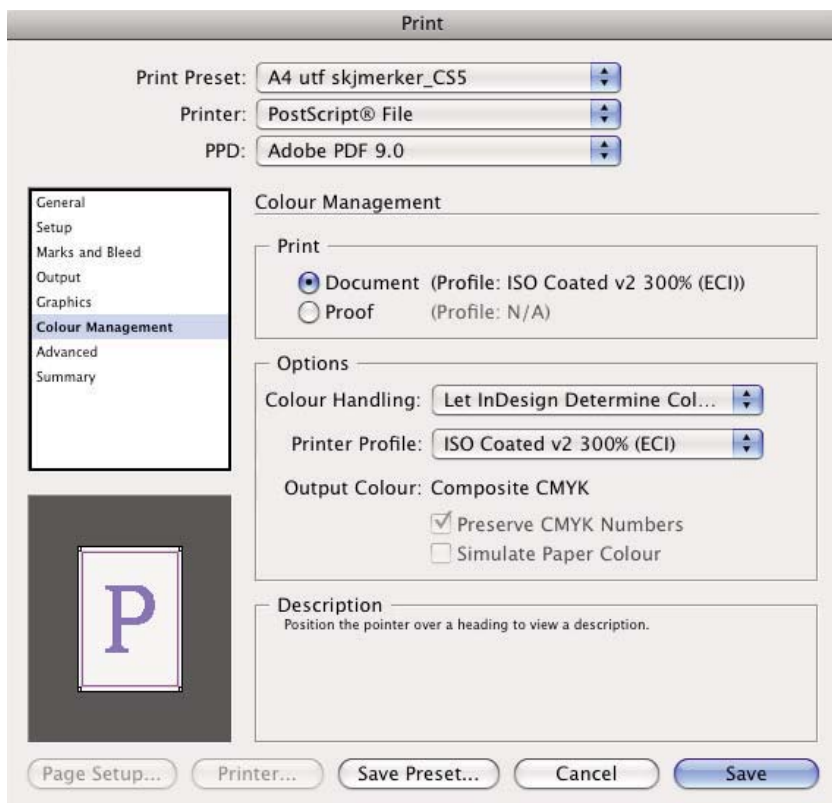 Print
Print Preset: A4 utf skjmerker_CS5
Printer: PostScript® File
PPD: Adobe PDF 9.0
General
Setup
Marks and Bleed
Output
Graphics
Colour Management
Advanced
Summary
Colour Management
Print
Document (Profile: ISO Coated v2 300% (ECI))
Proof (Profile: N/A)
Options
Colour Handling: Let InDesign Determine Col...
Printer Profile: ISO Coated v2 300% (ECI)
Output Colour: Composite CMYK
Preserve CMYK Numbers
Simulate Paper Colour
Description
Position the pointer over a heading to view a description.
P
Page Setup... Printer... Save Preset... Cancel Save